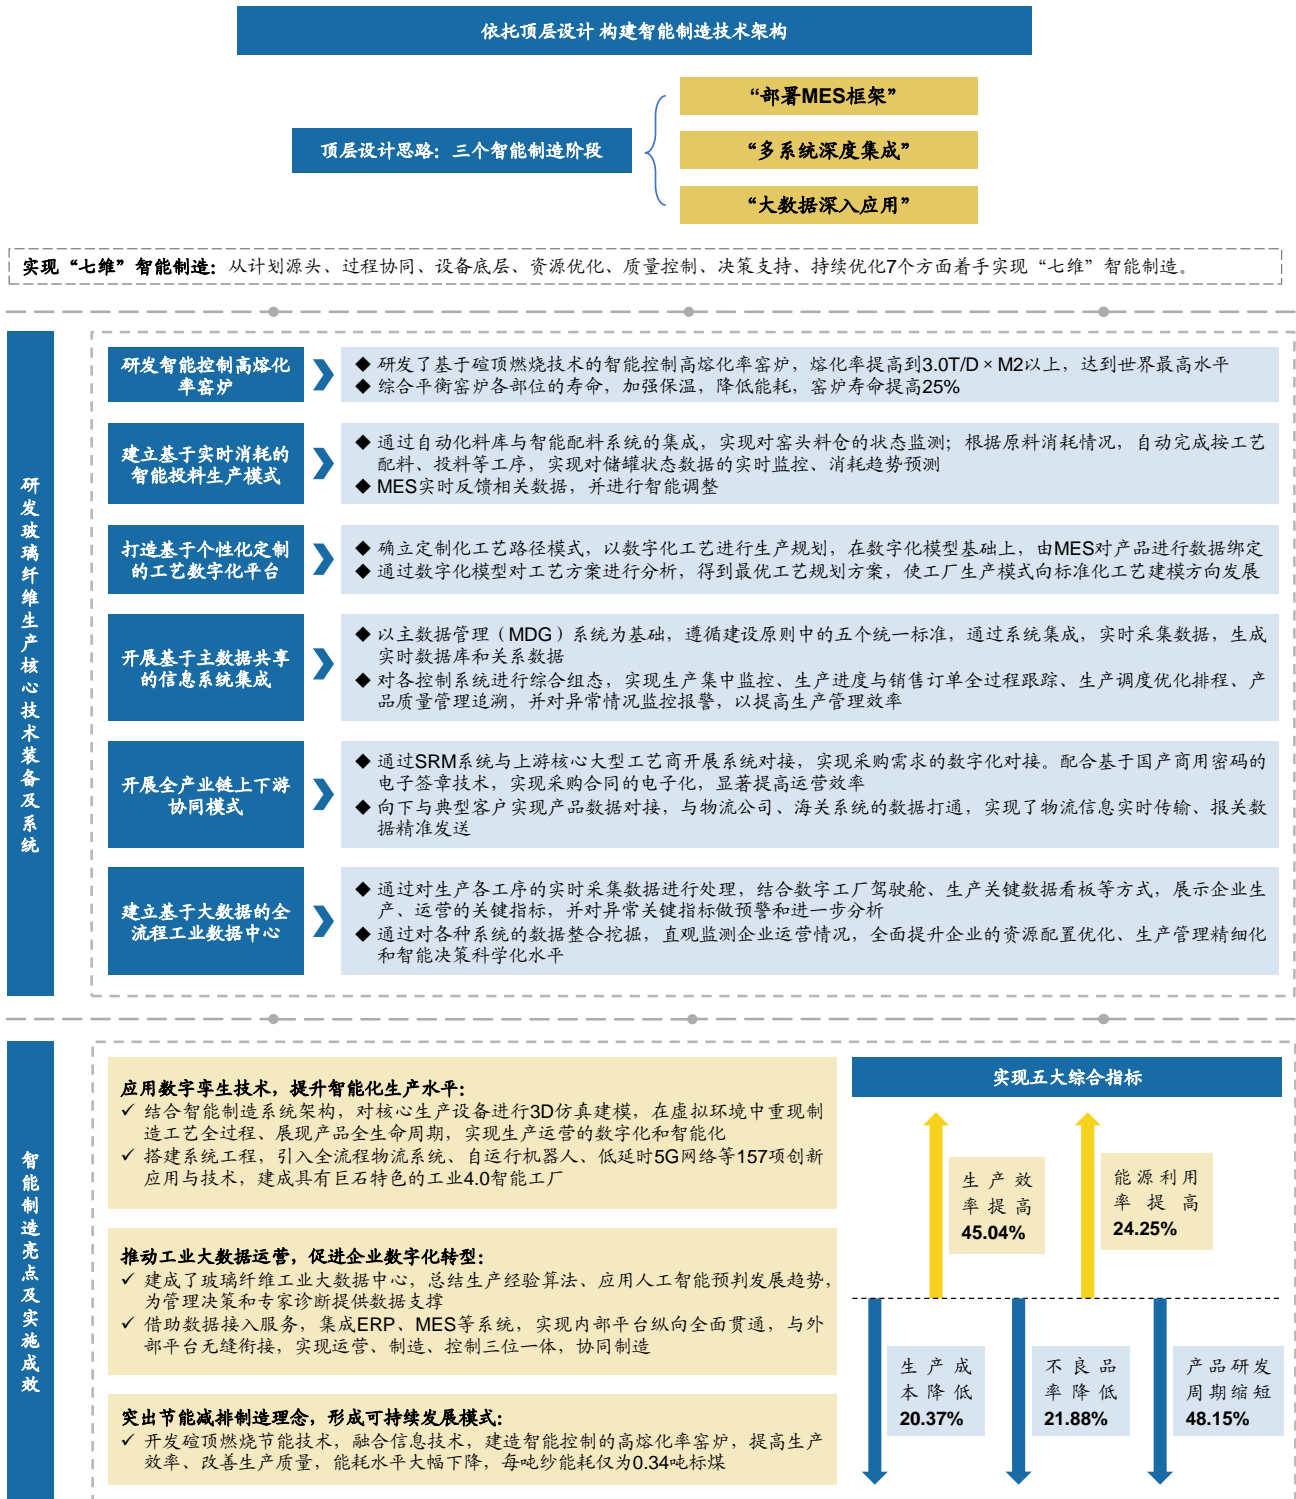 依托顶层设计 构建智能制造技术架构
顶层设计思路：三个智能制造阶段
“部署MES框架”
“多系统深度集成”
“大数据深入应用”
实现“七维”智能制造：从计划源头、过程协同、设备底层、资源优化、质量控制、决策支持、持续优化7个方面着手实现“七维”智能制造。
研发玻璃纤维生产核心技术装备及系统
研发智能控制高熔化
率窑炉
◆ 研发了基于碹顶燃烧技术的智能控制高熔化率窑炉，熔化率提高到3.0T/D×M2以上，达到世界最高水平
◆ 综合平衡窑炉各部位的寿命，加强保温，降低能耗，窑炉寿命提高25%
建立基于实时消耗的
智能投料生产模式
◆ 通过自动化料库与智能配料系统的集成，实现对窑头料仓的状态监测；根据原料消耗情况，自动完成按工艺
配料、投料等工序，实现对储罐状态数据的实时监控、消耗趋势预测
◆ MES实时反馈相关数据，并进行智能调整
打造基于个性化定制
的工艺数字化平台
◆ 确立定制化工艺路径模式，以数字化工艺进行生产规划，在数字化模型基础上，由MES对产品进行数据绑定
◆ 通过数字化模型对工艺方案进行分析，得到最优工艺规划方案，使工厂生产模式向标准化工艺建模方向发展
开展基于主数据共享
的信息系统集成
◆ 以主数据管理（MDG）系统为基础，遵循建设原则中的五个统一标准，通过系统集成，实时采集数据，生成
实时数据库和关系数据
◆ 对各控制系统进行综合组态，实现生产集中监控、生产进度与销售订单全过程跟踪、生产调度优化排程、产
品质量管理追溯，并对异常情况监控报警，以提高生产管理效率
开展全产业链上下游
协同模式
◆ 通过SRM系统与上游核心大型工艺商开展系统对接，实现采购需求的数字化对接。配合基于国产商用密码的
电子签章技术，实现采购合同的电子化，显著提高运营效率
◆ 向下与典型客户实现产品数据对接，与物流公司、海关系统的数据打通，实现了物流信息实时传输、报关数
据精准发送
建立基于大数据的全
流程工业数据中心
◆ 通过对生产各工序的实时采集数据进行处理，结合数字工厂驾驶舱、生产关键数据看板等方式，展示企业生
产、运营的关键指标，并对异常关键指标做预警和进一步分析
◆ 通过对各种系统的数据整合挖掘，直观监测企业运营情况，全面提升企业的资源配置优化、生产管理精细化
和智能决策科学化水平
智能制造亮点及实施成效
应用数字孪生技术，提升智能化生产水平：
✓ 结合智能制造系统架构，对核心生产设备进行3D仿真建模，在虚拟环境中重现制
造工艺全过程、展现产品全生命周期，实现生产运营的数字化和智能化
✓ 搭建系统工程，引入全流程物流系统、自运行机器人、低延时5G网络等157项创新
应用与技术，建成具有巨石特色的工业4.0智能工厂
推动工业大数据运营，促进企业数字化转型：
✓ 建成了玻璃纤维工业大数据中心，总结生产经验算法、应用人工智能预判发展趋势，
为管理决策和专家诊断提供数据支撑
✓ 借助数据接入服务，集成ERP、MES等系统，实现内部平台纵向全面贯通，与外
部平台无缝衔接，实现运营、制造、控制三位一体，协同制造
突出节能减排制造理念，形成可持续发展模式：
✓ 开发碹顶燃烧节能技术，融合信息技术，建造智能控制的高熔化率窑炉，提高生产
效率、改善生产质量，能耗水平大幅下降，每吨纱能耗仅为0.34吨标煤
实现五大综合指标
生产效
率提高
45.04%
能源利用
率提高
24.25%
生产成
本降低
20.37%
不良品
率降低
21.88%
产品研发
周期缩短
48.15%